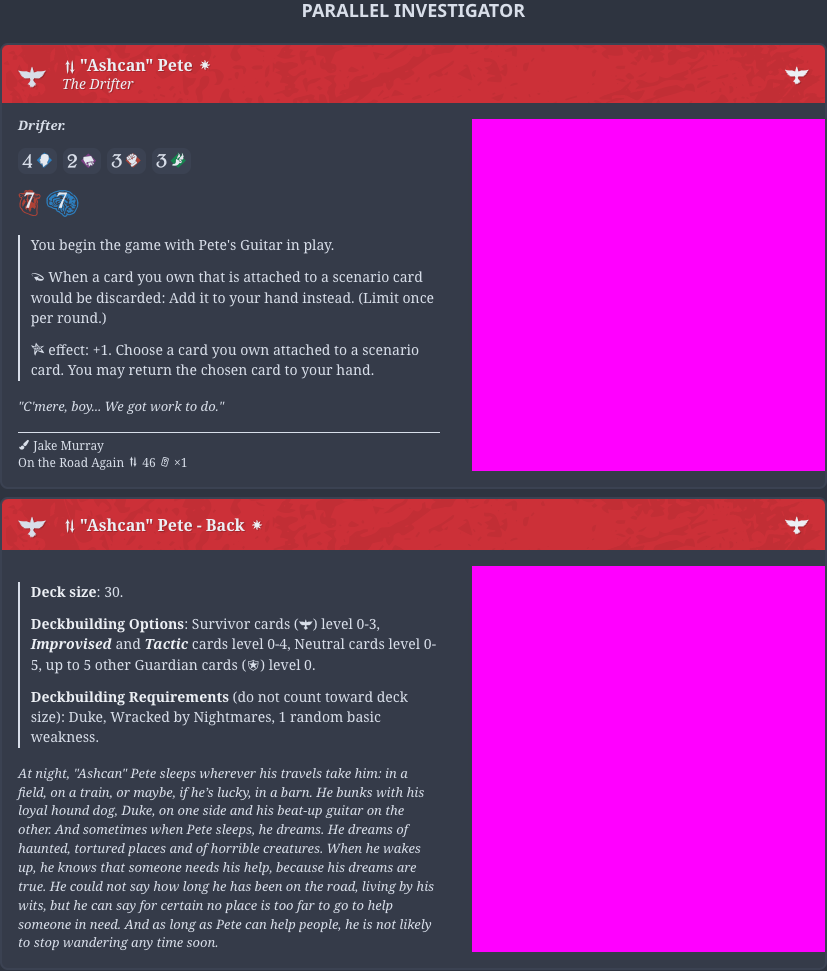 PARALLEL INVESTIGATOR
"Ashcan" Pete
The Drifter
Drifter.
4 2 3 3
7 7
You begin the game with Pete's Guitar in play.
When a card you own that is attached to a scenario card
would be discarded: Add it to your hand instead. (Limit once
per round.)
effect: +1. Choose a card you own attached to a scenario
card. You may return the chosen card to your hand.
"C'mere, boy... We got work to do."
Jake Murray
On the Road Again 46 ×1
"Ashcan" Pete - Back
Deck size: 30.
Deckbuilding Options: Survivor cards () level 0-3,
Improvised and Tactic cards level 0-4, Neutral cards level 0-
5, up to 5 other Guardian cards () level 0.
Deckbuilding Requirements (do not count toward deck
size): Duke, Wracked by Nightmares, 1 random basic
weakness.
At night, "Ashcan" Pete sleeps wherever his travels take him: in a
field, on a train, or maybe, if he's lucky, in a barn. He bunks with his
loyal hound dog, Duke, on one side and his beat-up guitar on the
other. And sometimes when Pete sleeps, he dreams. He dreams of
haunted, tortured places and of horrible creatures. When he wakes
up, he knows that someone needs his help, because his dreams are
true. He could not say how long he has been on the road, living by his
wits, but he can say for certain no place is too far to go to help
someone in need. And as long as Pete can help people, he is not likely
to stop wandering any time soon.